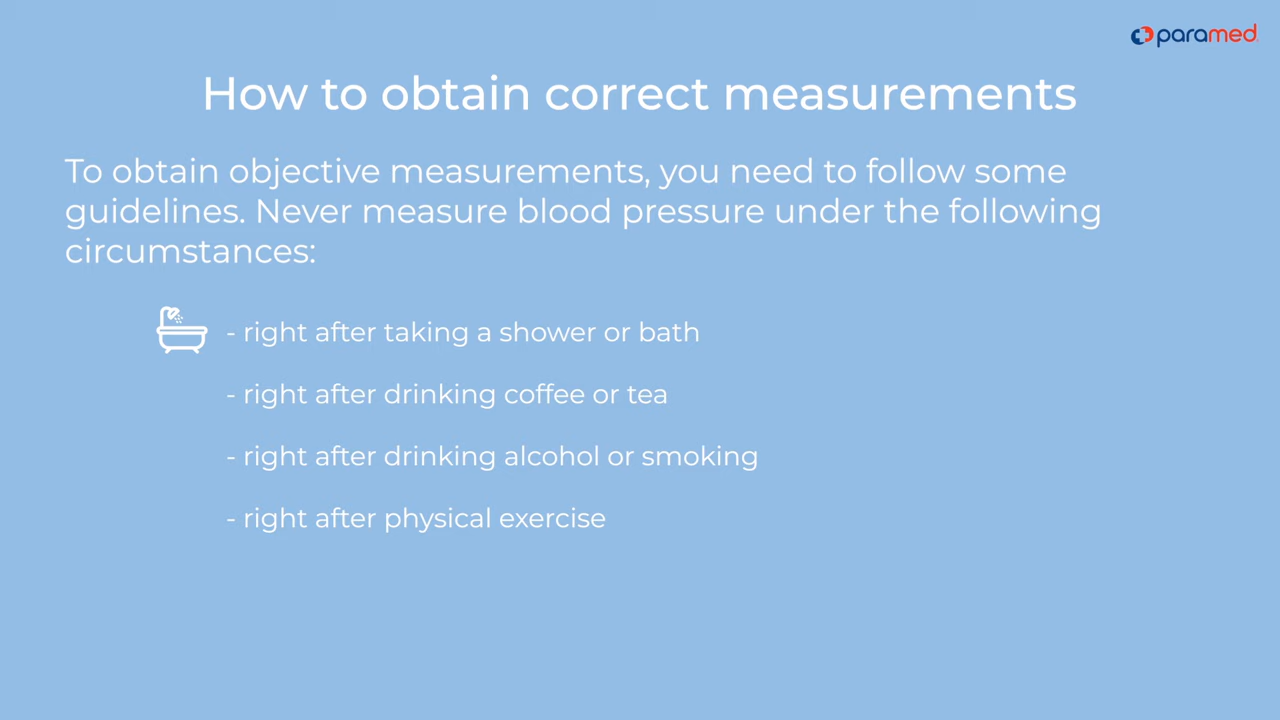 paramed
How to obtain correct measurements
To obtain objective measurements, you need to follow some
guidelines. Never measure blood pressure under the following
circumstances:
- right after taking a shower or bath
- right after drinking coffee or tea
- right after drinking alcohol or smoking
- right after physical exercise